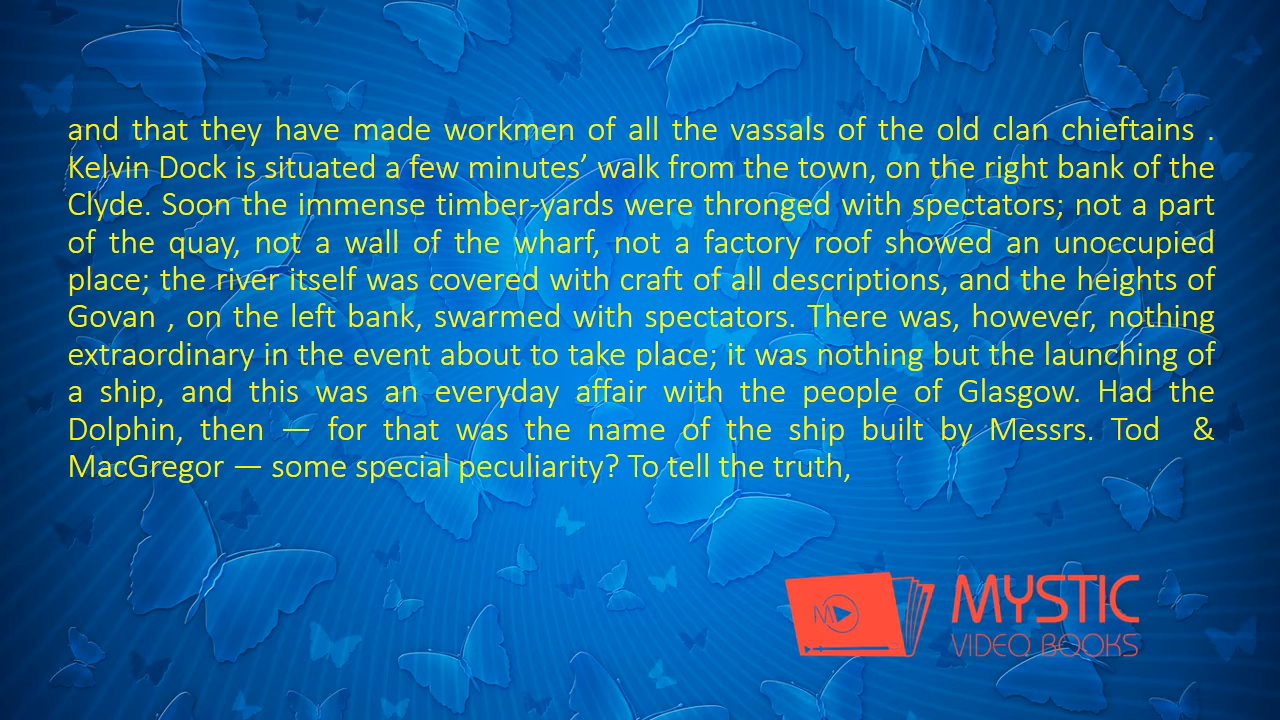 and that they have made workmen of all the vassals of the old clan chieftains .
Kelvin Dock is situated a few minutes’ walk from the town, on the right bank of the
Clyde. Soon the immense timber-yards were thronged with spectators; not a part
of the quay, not a wall of the wharf, not a factory roof showed an unoccupied
place; the river itself was covered with craft of all descriptions, and the heights of
Govan , on the left bank, swarmed with spectators. There was, however, nothing
extraordinary in the event about to take place; it was nothing but the launching of
a ship, and this was an everyday affair with the people of Glasgow. Had the
Dolphin, then — for that was the name of the ship built by Messrs. Tod &
MacGregor — some special peculiarity? To tell the truth,
MYSTIC
VIDEO BOOKS